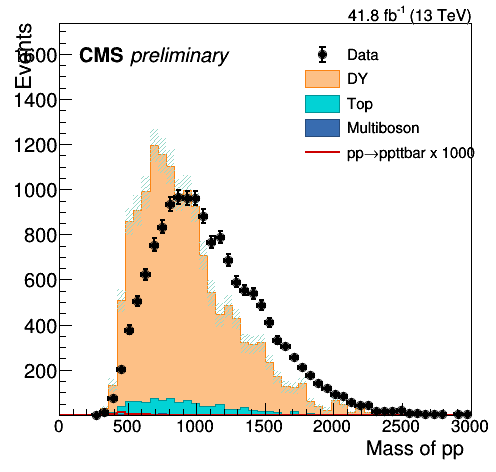 41.8 fb⁻¹ (13 TeV)
Events
CMS preliminary
Data
DY
Top
Multiboson
pp→ppttbar x 1000
1600
1400
1200
1000
800
600
400
200
0 500 1000 1500 2000 2500 3000
Mass of pp